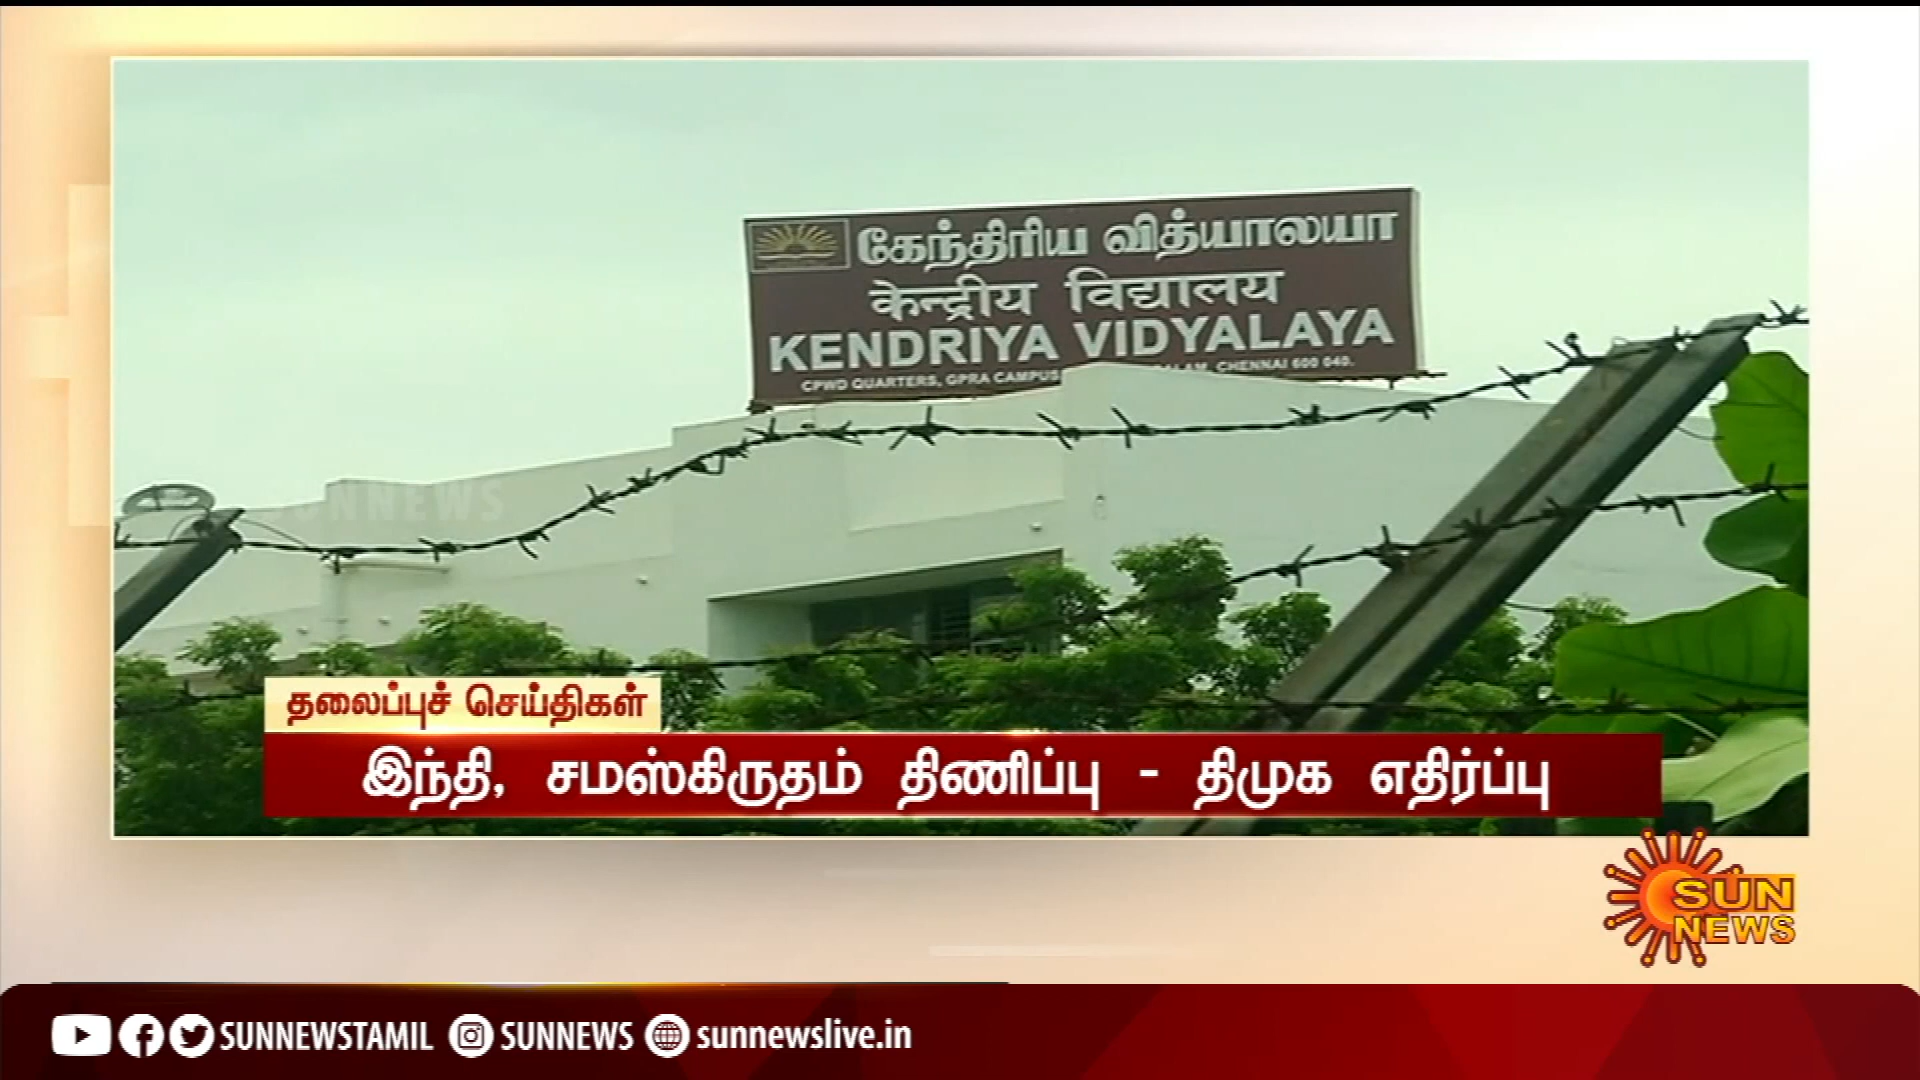 கேந்திரிய வித்யாலயா
केन्द्रीय विद्यालय
KENDRIYA VIDYALAYA
CPWD QUARTERS, GPRA CAMPUS CHENNAI 600 040.
SUNNEWS
தலைப்புச் செய்திகள்
இந்தி, சமஸ்கிருதம் திணிப்பு - திமுக எதிர்ப்பு
SUN
NEWS
SUNNEWSTAMIL SUNNEWS sunnewslive.in